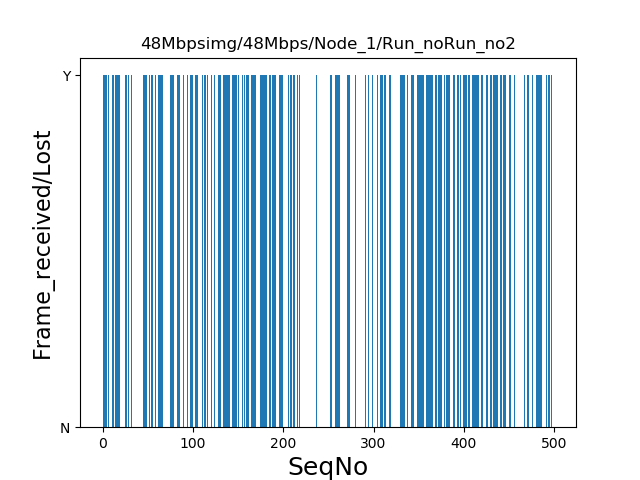 48Mbpsimg/48Mbps/Node_1/Run_noRun_no2
Y
Frame_received/Lost
N
0 100 200 300 400 500
SeqNo